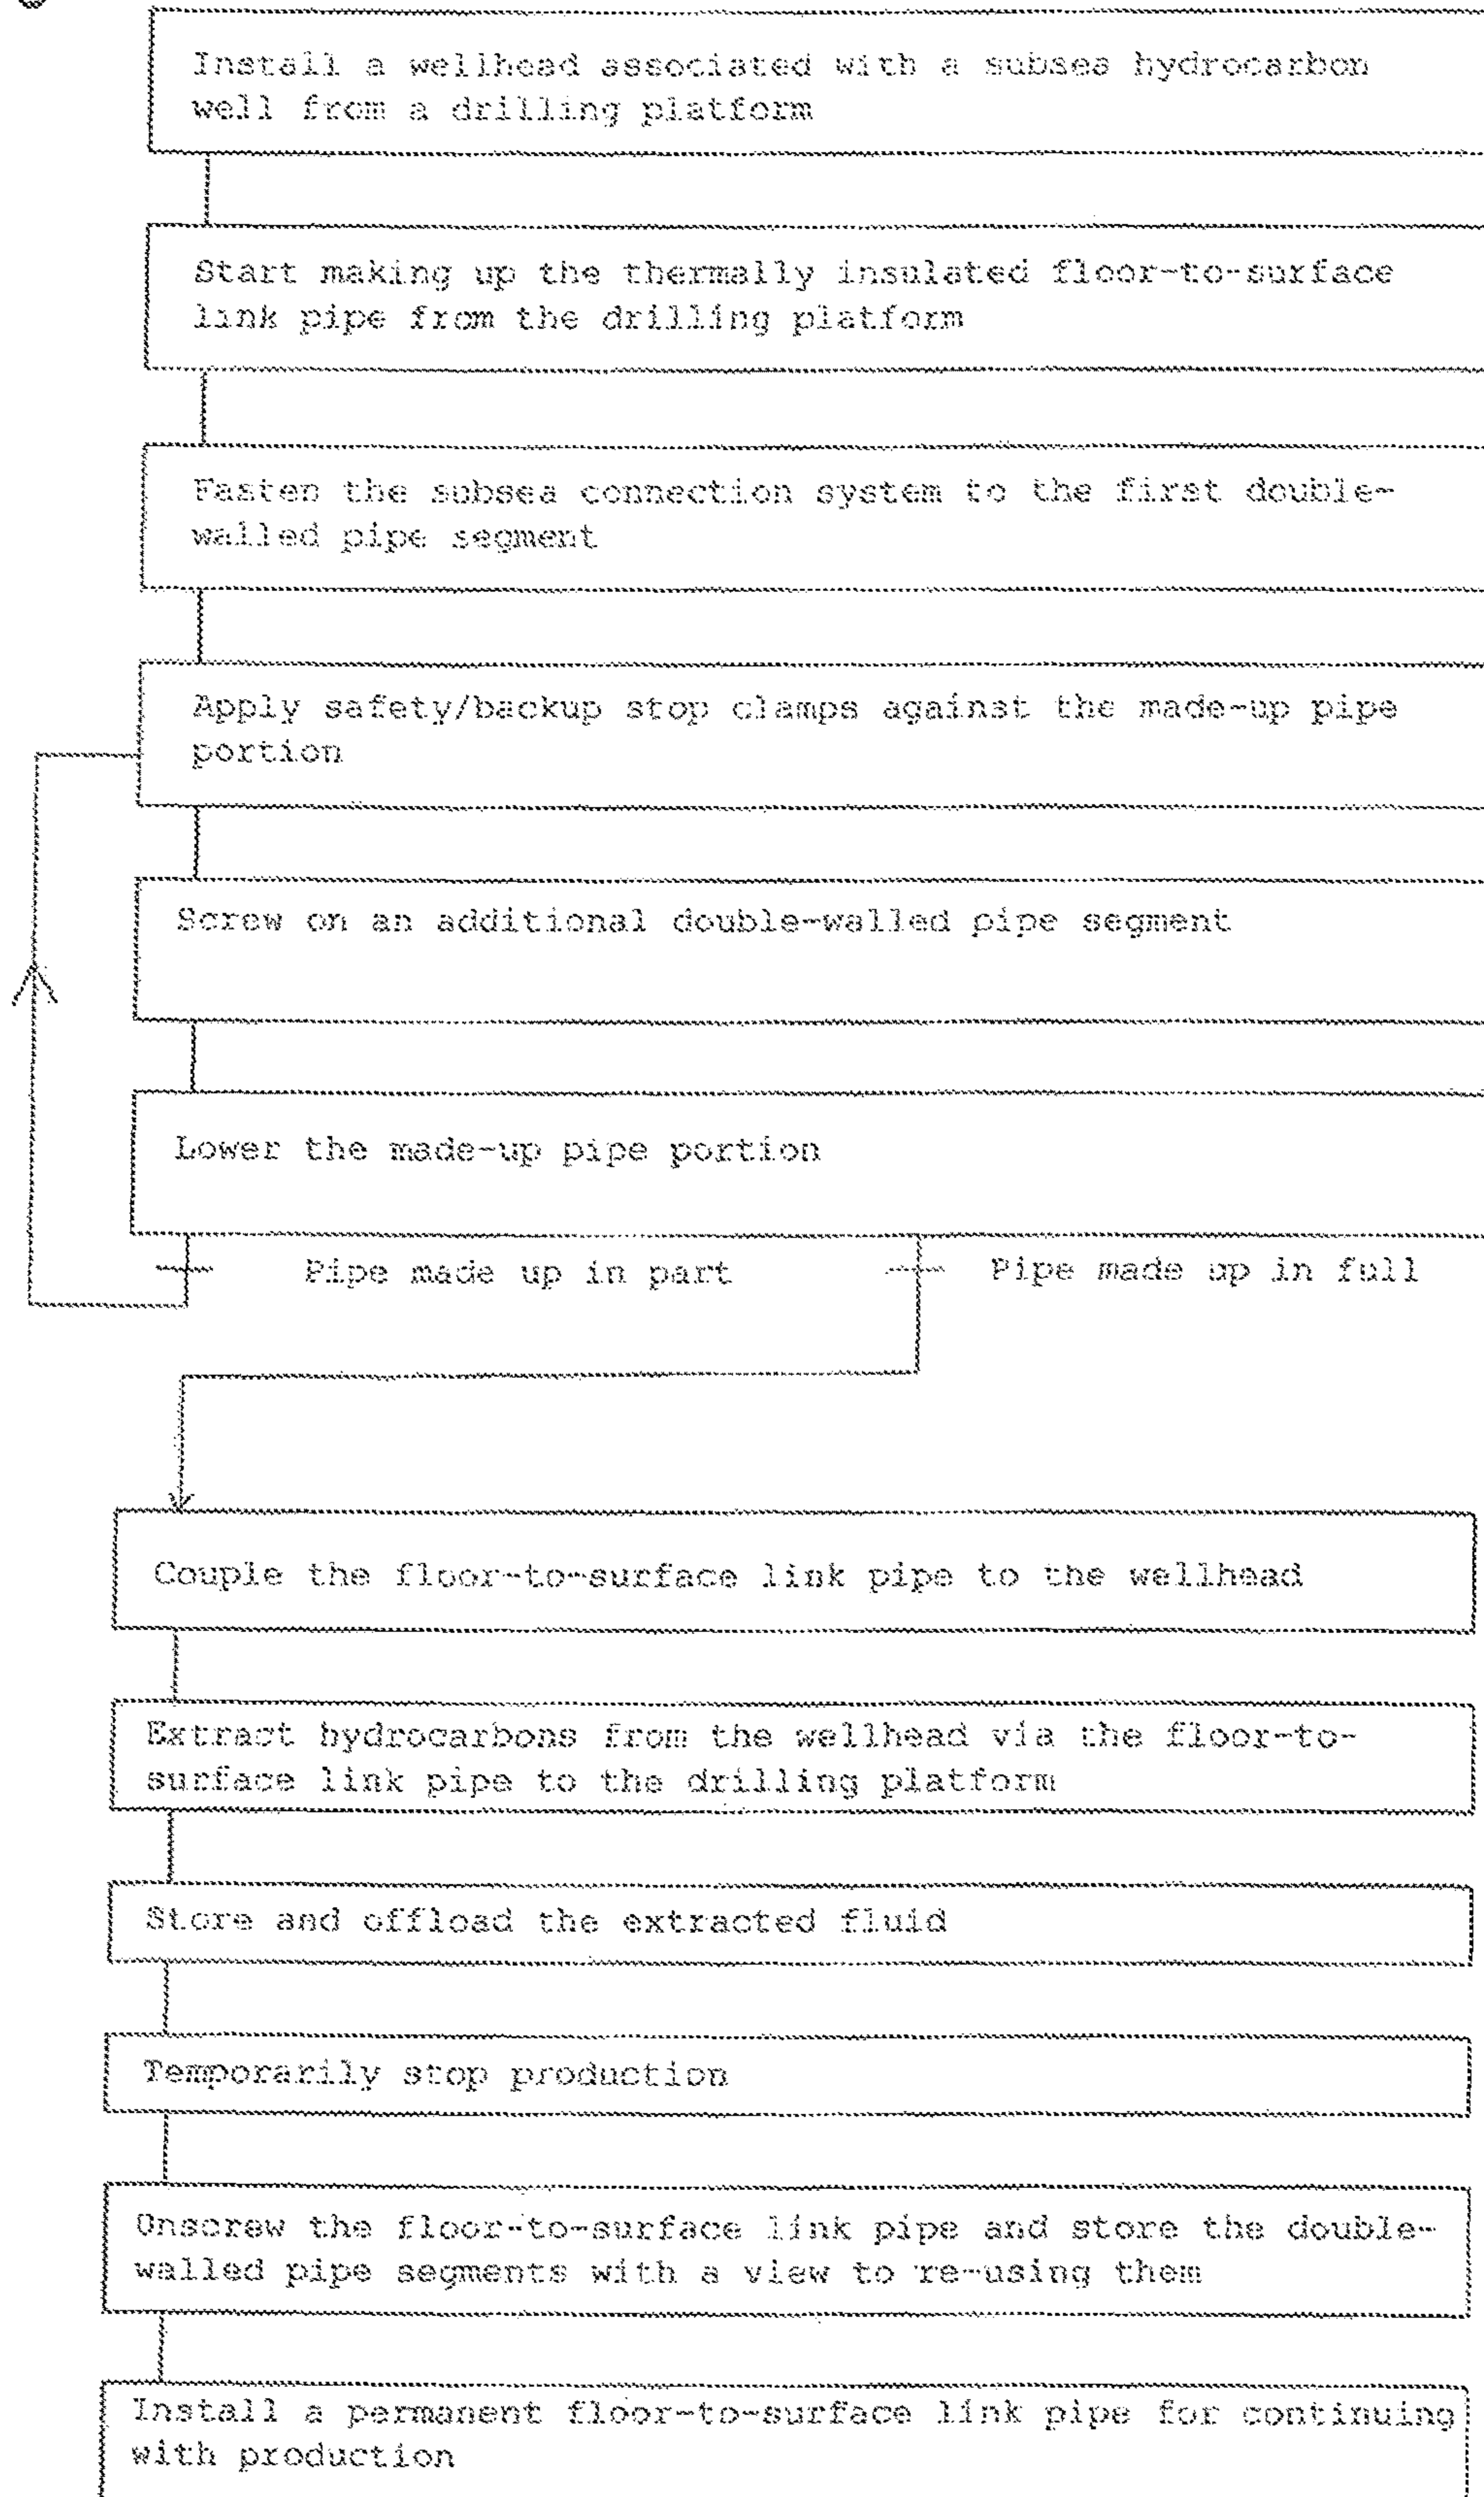 Install a wellhead associated with a subsea hydrocarbon
well from a drilling platform
Start making up the thermally insulated floor-to-surface
link pipe from the drilling platform
Fasten the subsea connection system to the first double-
walled pipe segment
Apply safety/backup stop clamps against the made-up pipe
portion
Screw on an additional double-walled pipe segment
Lower the made-up pipe portion
Pipe made up in part
Pipe made up in full
Couple the floor-to-surface link pipe to the wellhead
Extract hydrocarbons from the wellhead via the floor-to-
surface link pipe to the drilling platform
Store and offload the extracted fluid
Temporarily stop production
Unscrew the floor-to-surface link pipe and store the double-
walled pipe segments with a view to re-using them
Install a permanent floor-to-surface link pipe for continuing
with production